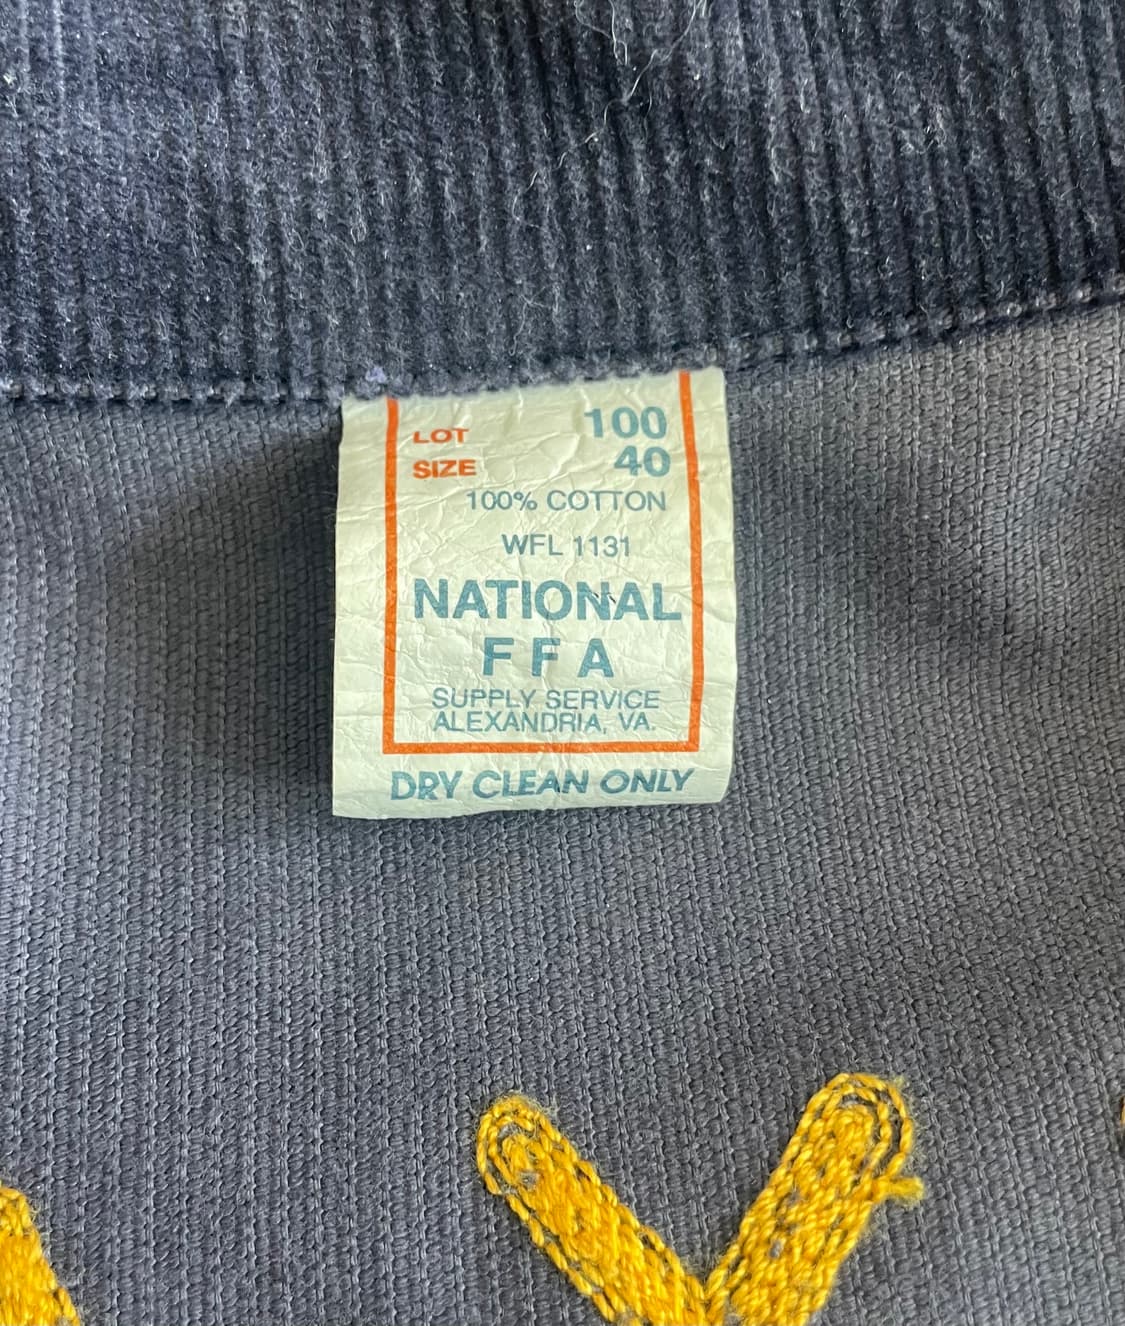 LOT 100
SIZE 40
100% COTTON
WFL 1131
NATIONAL
FFA
SUPPLY SERVICE
ALEXANDRIA, VA.
DRY CLEAN ONLY